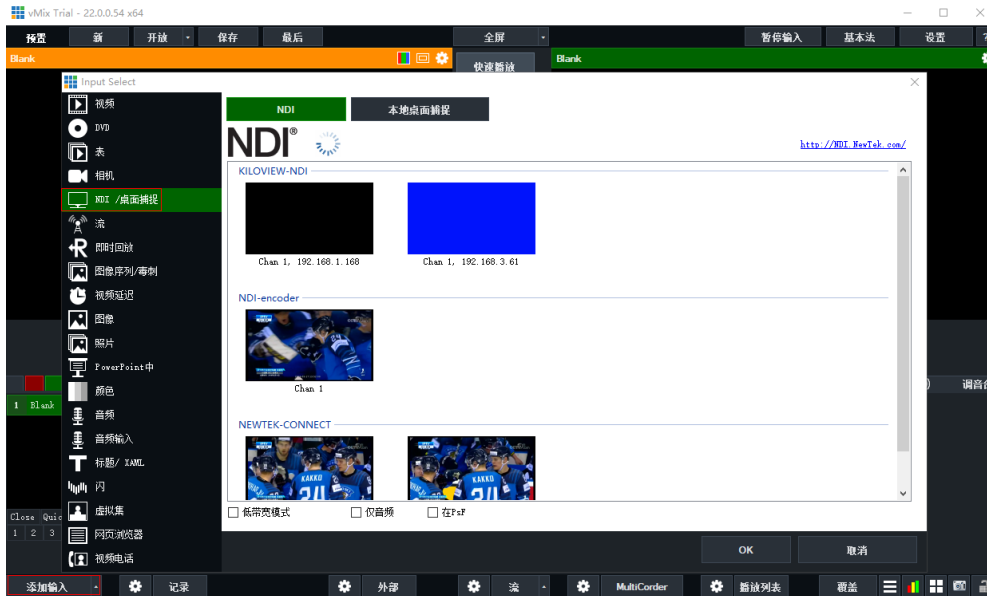 vMix Trial - 22.0.0.54 x64
预置 新 开放 保存 最后 全屏 暂停输入 基本法 设置 ?
Blank 快速播放 Blank
Input Select
视频
DVD
表
相机
NDI /桌面捕捉
流
即时回放
图像序列/毒刺
视频延迟
图像
照片
PowerPoint中
颜色
音频
音频输入
标题/ XAML
闪
虚拟集
网页浏览器
视频电话
NDI 本地桌面捕捉
NDI®
http://NDI.NewTek.com/
KILOVIEW-NDI
Chan 1, 192.168.1.168 Chan 1, 192.168.3.61
NDI-encoder
Chan 1
NEWTEK-CONNECT
KAKKO KAKKO
低带宽模式 仅音频 在PsF
OK 取消
1 Blank
调音台
Close Quic
1 2 3
添加输入 记录 外部 流 MultiCorder 播放列表 覆盖